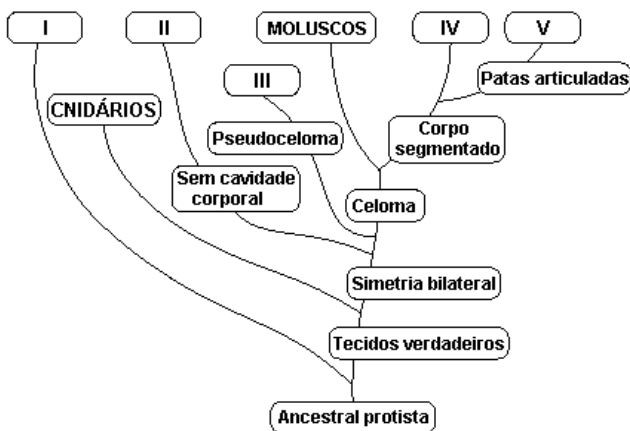 I
II
MOLUSCOS
IV
V
III
Patas articuladas
CNIDÁRIOS
Pseudoceloma
Corpo
segmentado
Sem cavidade
corporal
Celoma
Simetria bilateral
Tecidos verdadeiros
Ancestral protista